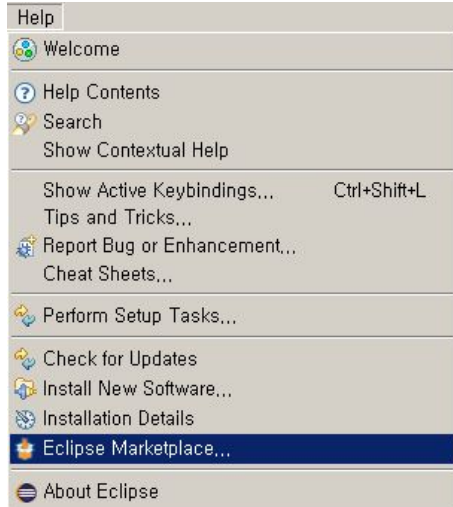 Help
Welcome
Help Contents
Search
Show Contextual Help
Show Active Keybindings... Ctrl+Shift+L
Tips and Tricks...
Report Bug or Enhancement...
Cheat Sheets...
Perform Setup Tasks...
Check for Updates
Install New Software...
Installation Details
Eclipse Marketplace...
About Eclipse